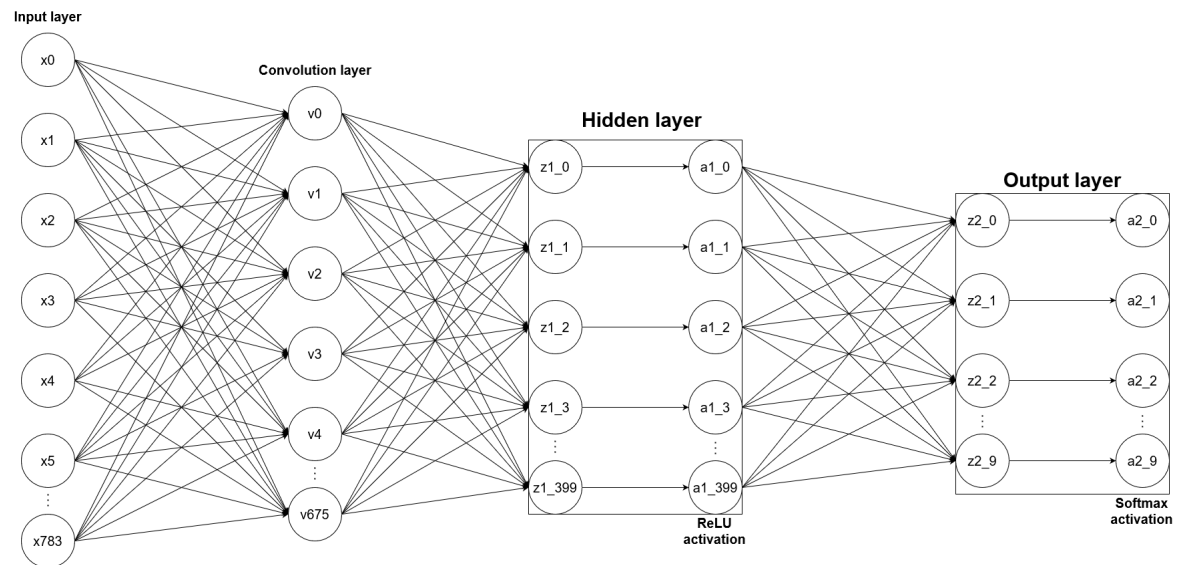 Input layer
x0
x1
x2
x3
x4
x5
x783
Convolution layer
v0
v1
v2
v3
v4
v675
Hidden layer
z1_0
a1_0
z1_1
a1_1
z1_2
a1_2
z1_3
a1_3
z1_399
a1_399
ReLU
activation
Output layer
z2_0
a2_0
z2_1
a2_1
z2_2
a2_2
z2_9
a2_9
Softmax
activation